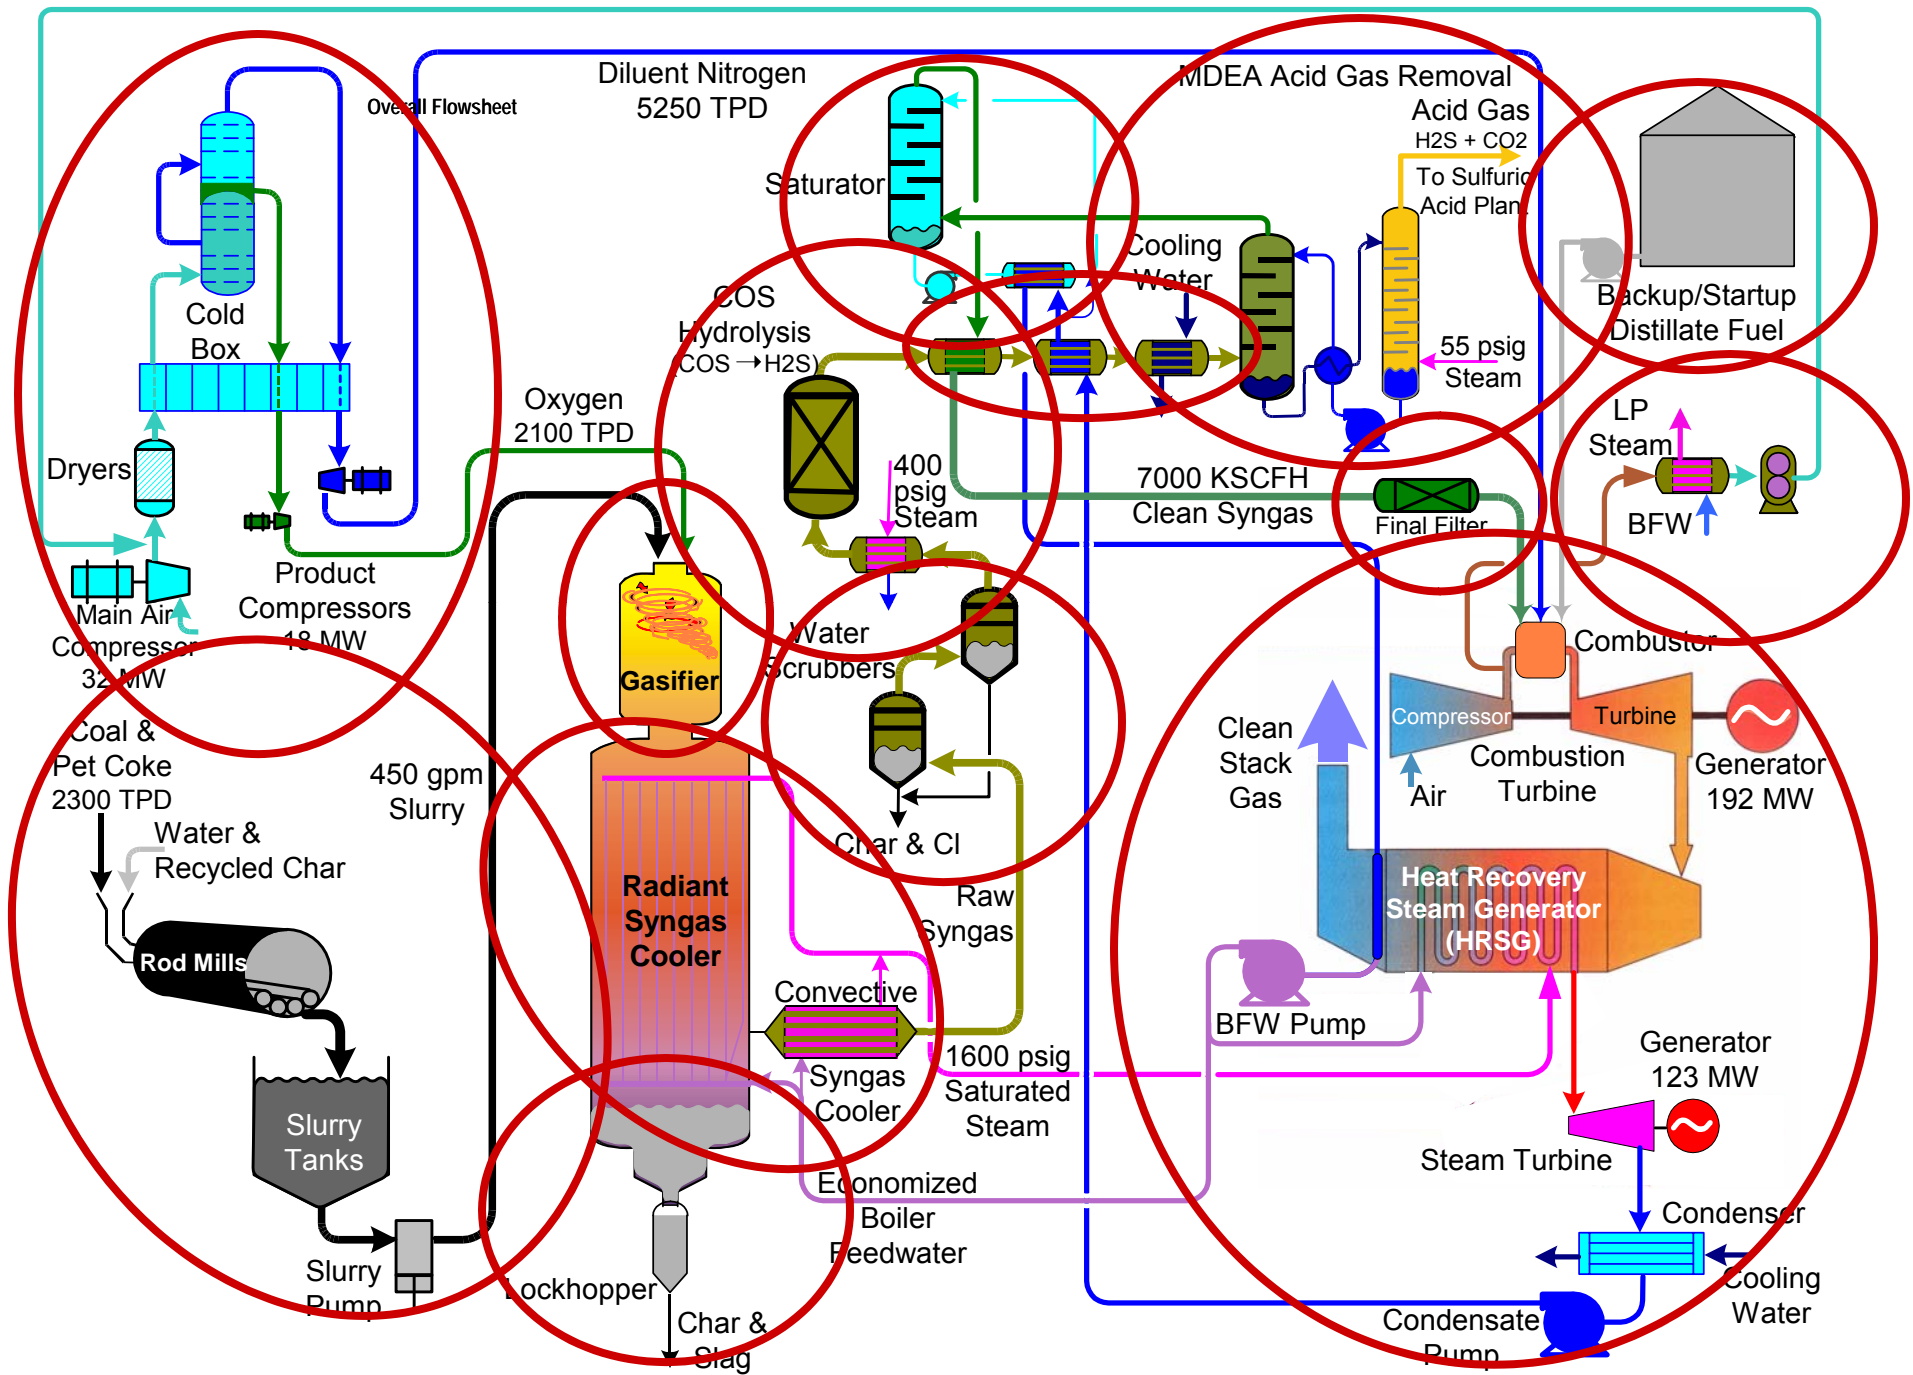 Overall Flowsheet
Diluent Nitrogen
5250 TPD
MDEA Acid Gas Removal
Acid Gas
H2S + CO2
To Sulfuric
Acid Plant
Saturator
Cooling
Water
COS
Hydrolysis
(COS →H2S)
Backup/Startup
Distillate Fuel
55 psig
Steam
Cold
Box
Oxygen
2100 TPD
Dryers
400
psig
Steam
7000 KSCFH
Clean Syngas
Final Filter
LP
Steam
BFW
Main Air
Compressor
32 MW
Product
Compressors
18 MW
Gasifier
Water
Scrubbers
Char & Cl
Raw
Syngas
Combustor
Compressor
Turbine
Combustion
Turbine
Air
Generator
192 MW
Clean
Stack
Gas
Coal &
Pet Coke
2300 TPD
Water &
Recycled Char
450 gpm
Slurry
Rod Mills
Radiant
Syngas
Cooler
Convective
Syngas
Cooler
Heat Recovery
Steam Generator
(HRSG)
BFW Pump
1600 psig
Saturated
Steam
Generator
123 MW
Steam Turbine
Slurry
Tanks
Slurry
Pump
Economized
Boiler
Feedwater
Lockhopper
Char &
Slag
Condenser
Cooling
Water
Condensate
Pump